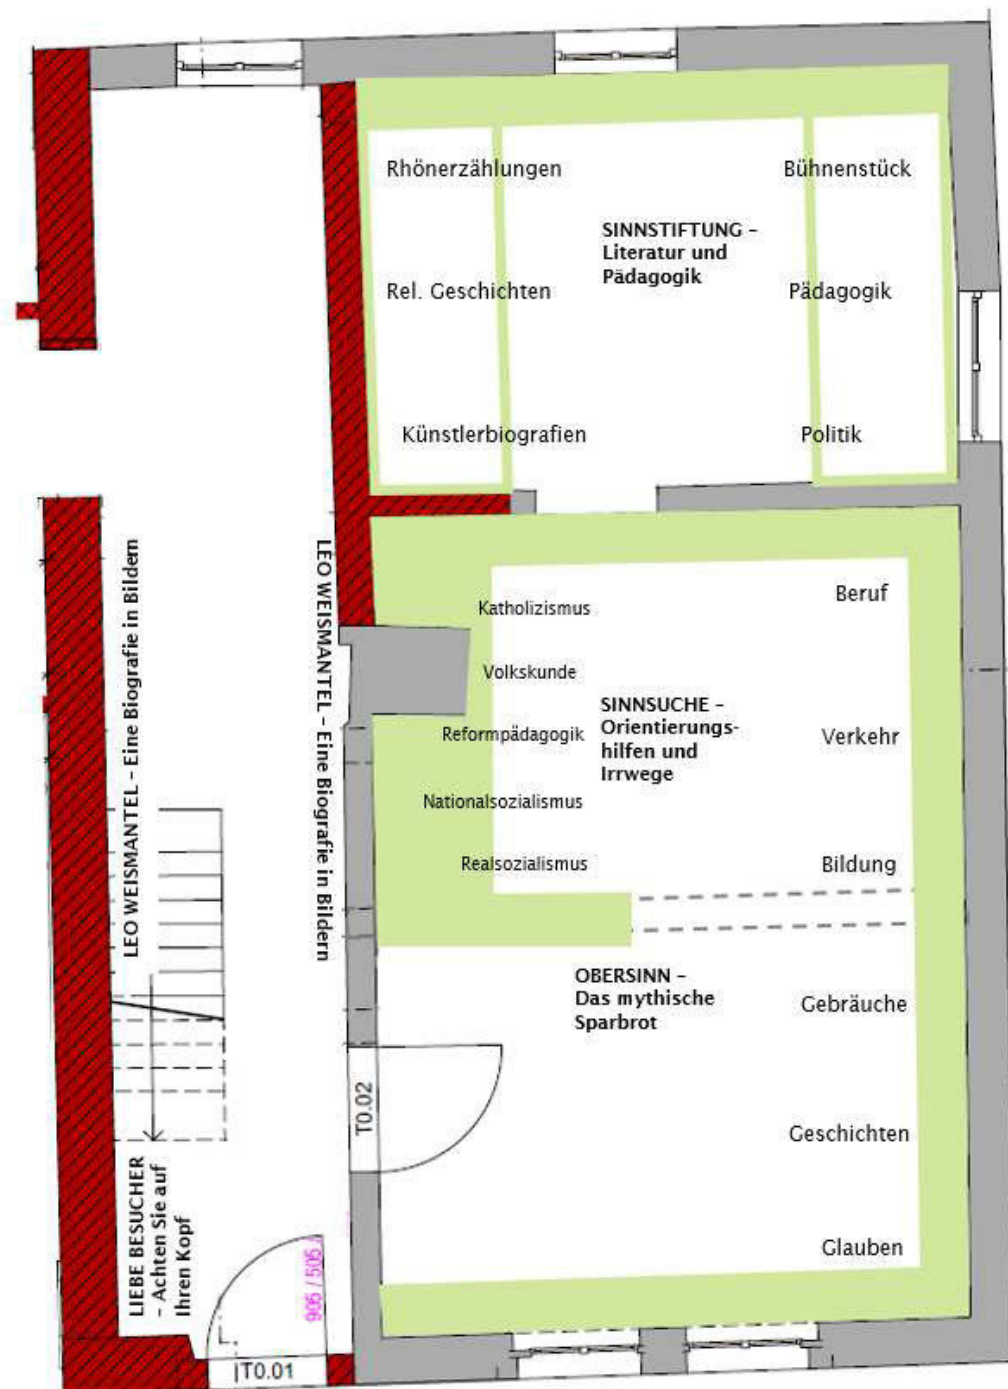 Rhönerzählungen
Bühnenstück
SINNSTIFTUNG –
Literatur und
Pädagogik
Rel. Geschichten
Pädagogik
Künstlerbiografien
Politik
LEO WEISMANTEL – Eine Biografie in Bildern
LEO WEISMANTEL – Eine Biografie in Bildern
Katholizismus
Beruf
Volkskunde
SINNSUCHE –
Orientierungs-
hilfen und
Irrwege
Reformpädagogik
Verkehr
Nationalsozialismus
Realsozialismus
Bildung
OBERSINN –
Das mythische
Sparbrot
Gebräuche
T0.02
Geschichten
LIEBE BESUCHER
– Achten Sie auf
Ihren Kopf
905 / 505 /
Glauben
T0.01